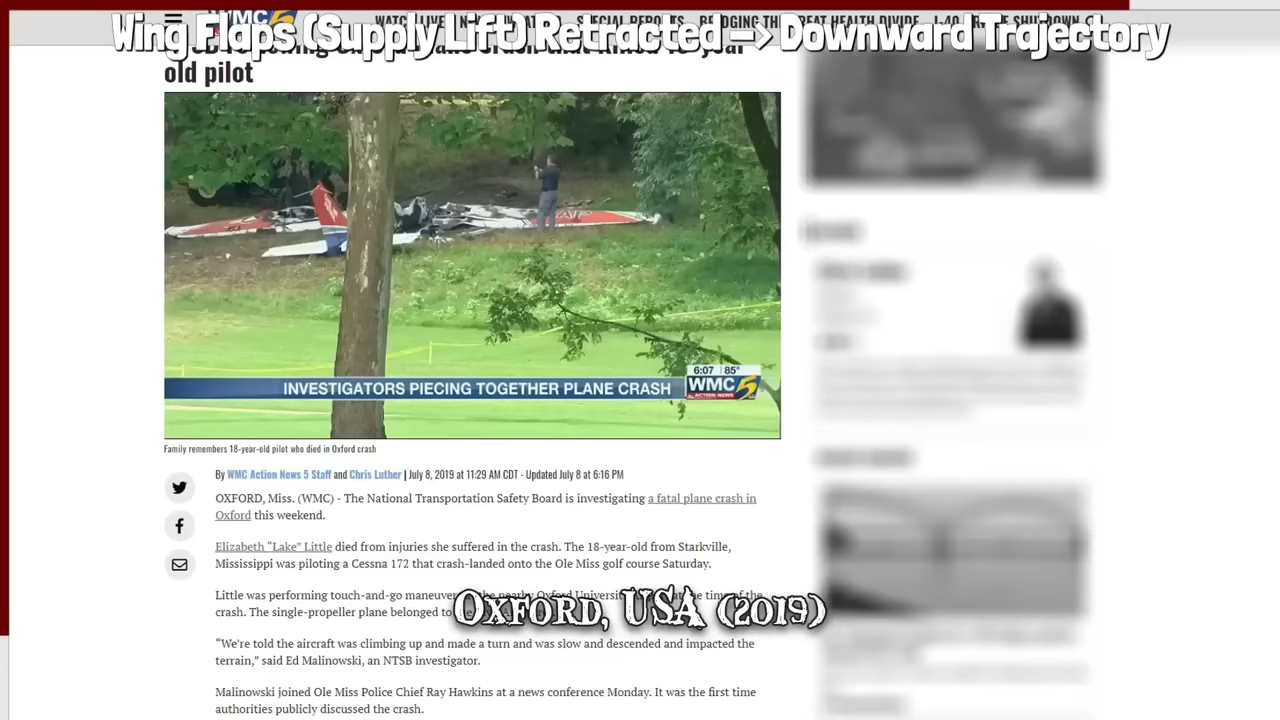 Wing Flaps (Supply Lift) Retracted -> Downward Trajectory
old pilot
INVESTIGATORS PIECING TOGETHER PLANE CRASH
6:07 85°
WMC 5
ACTION NEWS
Family remembers 18-year-old pilot who died in Oxford crash
By WMC Action News 5 Staff and Chris Luther | July 8, 2019 at 11:29 AM CDT - Updated July 8 at 6:16 PM
OXFORD, Miss. (WMC) - The National Transportation Safety Board is investigating a fatal plane crash in
Oxford this weekend.
Elizabeth “Lake” Little died from injuries she suffered in the crash. The 18-year-old from Starkville,
Mississippi was piloting a Cessna 172 that crash-landed onto the Ole Miss golf course Saturday.
Little was performing touch-and-go the nearby Oxford time of the
crash. The single-propeller plane belonged to
Oxford, USA (2019)
“We’re told the aircraft was climbing up and made a turn and was slow and descended and impacted the
terrain,” said Ed Malinowski, an NTSB investigator.
Malinowski joined Ole Miss Police Chief Ray Hawkins at a news conference Monday. It was the first time
authorities publicly discussed the crash.